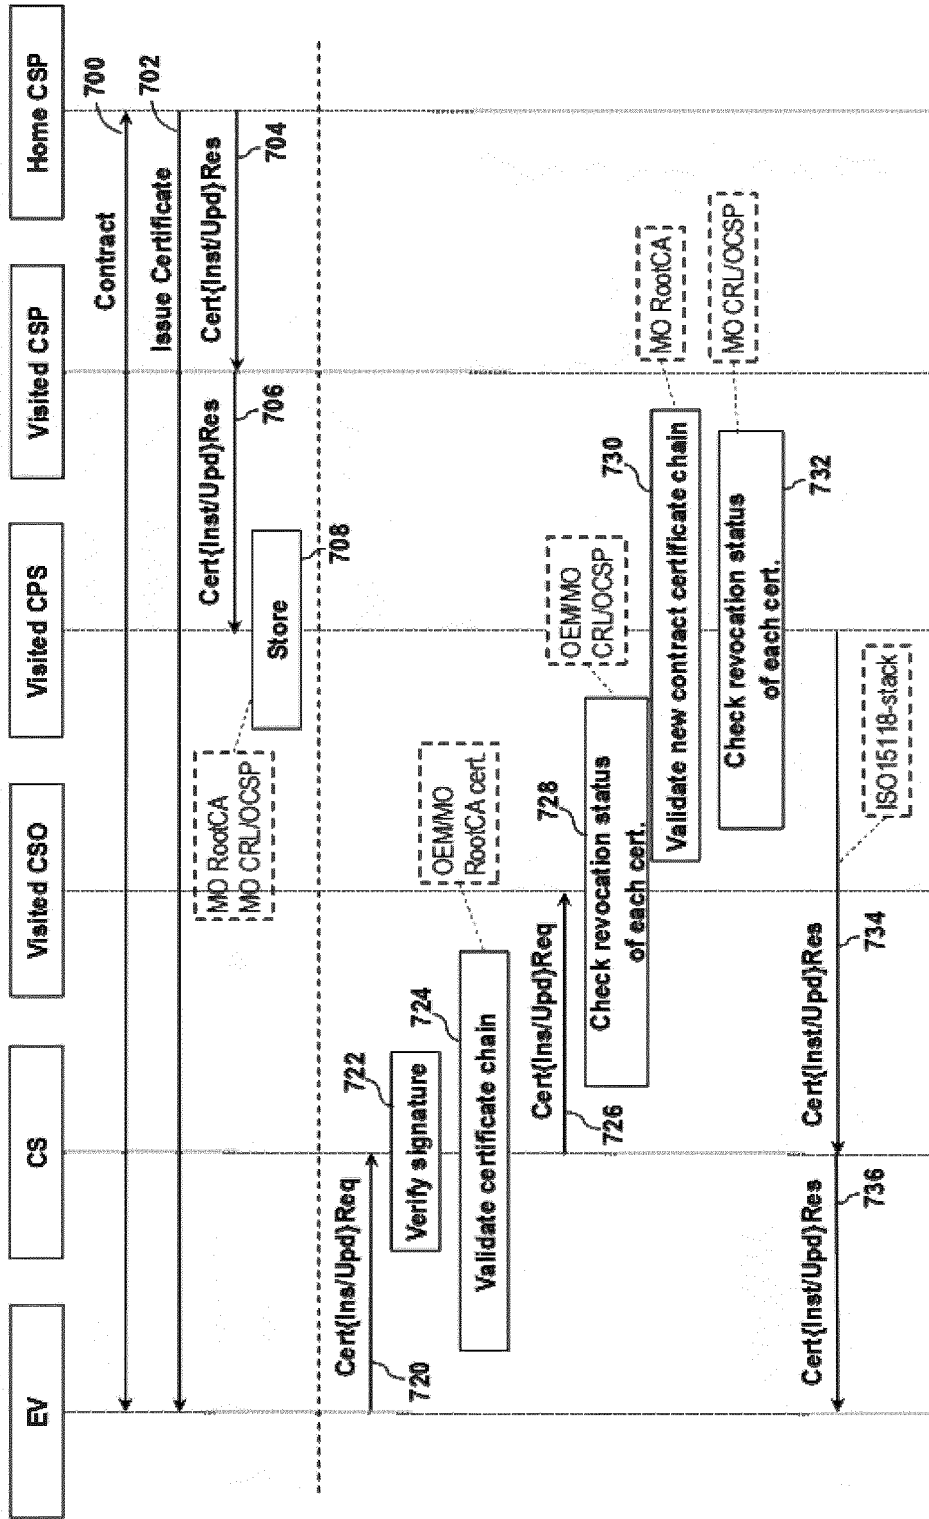 EV
CS
Visited CSO
Visited CPS
Visited CSP
Home CSP
Contract
700
Issue Certificate
702
Cert{Inst/Upd}Res
704
Cert{Inst/Upd}Res
706
MO RootCA
MO CRL/OCSP
Store
708
Cert{Ins/Upd}Req
720
Verify signature
722
Validate certificate chain
724
OEM/MO
RootCA cert.
Cert{Ins/Upd}Req
726
Check revocation status
of each cert.
728
OEM/MO
CRL/OCSP
Validate new contract certificate chain
730
MO RootCA
Check revocation status
of each cert.
732
MO CRL/OCSP
Cert{Inst/Upd}Res
734
ISO15118-stack
Cert{Inst/Upd}Res
736